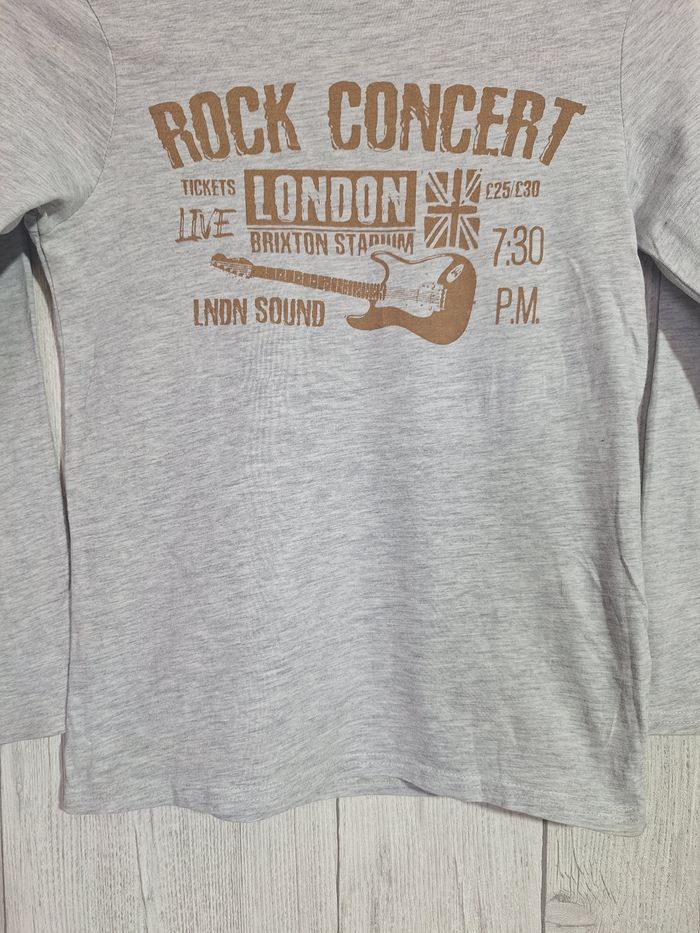 ROCK CONCERT
TICKETS LONDON £25/£30
LIVE BRIXTON STADIUM 7:30
LNDN SOUND P.M.